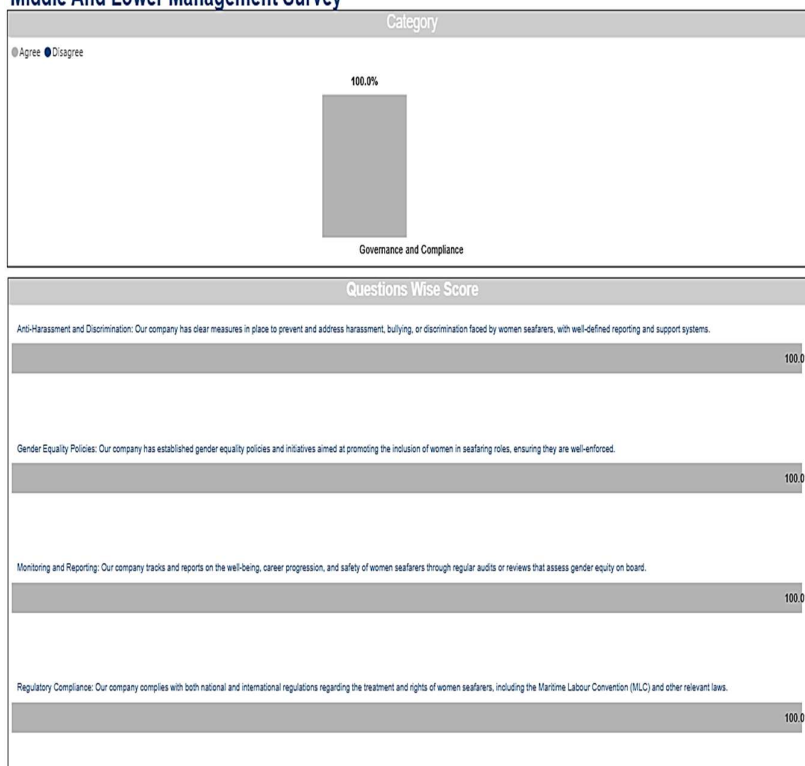 Middle And Lower Management Survey
Category
Agree Disagree
100.0%
Governance and Compliance
Questions Wise Score
Anti-Harassment and Discrimination: Our company has clear measures in place to prevent and address harassment, bullying, or discrimination faced by women seafarers, with well-defined reporting and support systems.
100.0
Gender Equality Policies: Our company has established gender equality policies and initiatives aimed at promoting the inclusion of women in seafaring roles, ensuring they are well-enforced.
100.0
Monitoring and Reporting: Our company tracks and reports on the well-being, career progression, and safety of women seafarers through regular audits or reviews that assess gender equity on board.
100.0
Regulatory Compliance: Our company complies with both national and international regulations regarding the treatment and rights of women seafarers, including the Maritime Labour Convention (MLC) and other relevant laws.
100.0